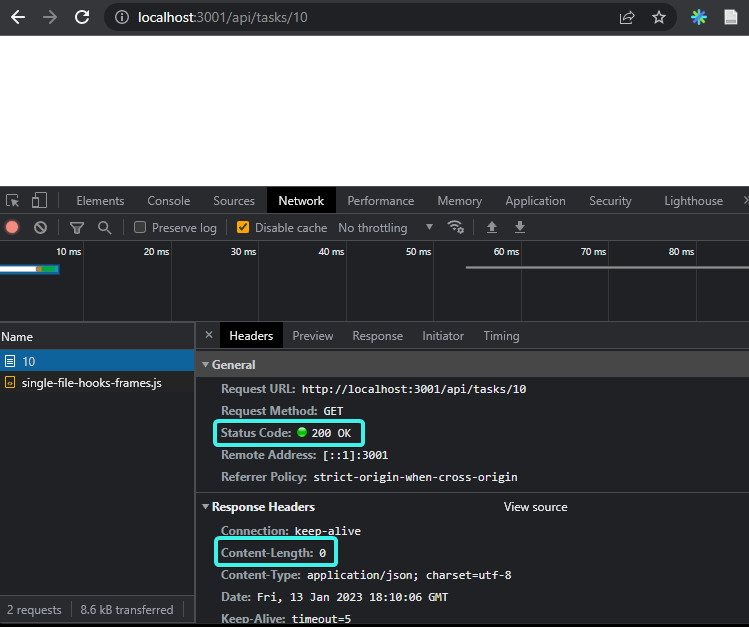 localhost:3001/api/tasks/10
Elements Console Sources Network Performance Memory Application Security Lighthouse
Preserve log Disable cache No throttling
10 ms 20 ms 30 ms 40 ms 50 ms 60 ms 70 ms 80 ms
Name
10
single-file-hooks-frames.js
2 requests 8.6 kB transferred
× Headers Preview Response Initiator Timing
General
Request URL: http://localhost:3001/api/tasks/10
Request Method: GET
Status Code: 200 OK
Remote Address: [::1]:3001
Referrer Policy: strict-origin-when-cross-origin
Response Headers View source
Connection: keep-alive
Content-Length: 0
Content-Type: application/json; charset=utf-8
Date: Fri, 13 Jan 2023 18:10:06 GMT
Keep-Alive: timeout=5